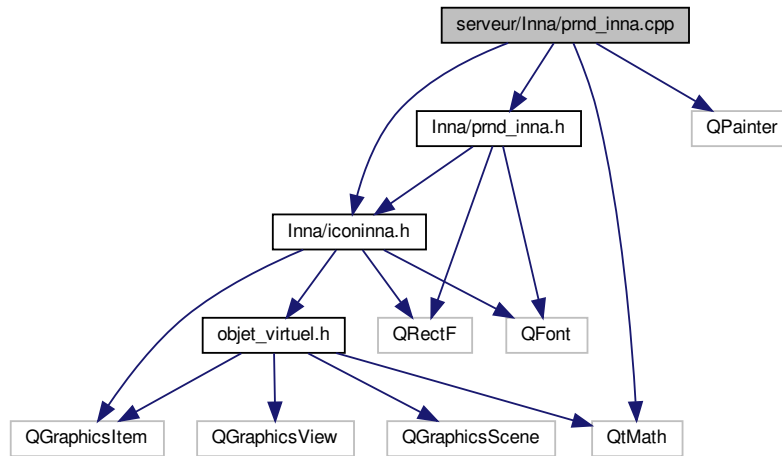 serveur/Inna/prnd_inna.cpp
Inna/prnd_inna.h
QPainter
Inna/iconinna.h
objet_virtuel.h
QRectF
QFont
QGraphicsItem
QGraphicsView
QGraphicsScene
QtMath